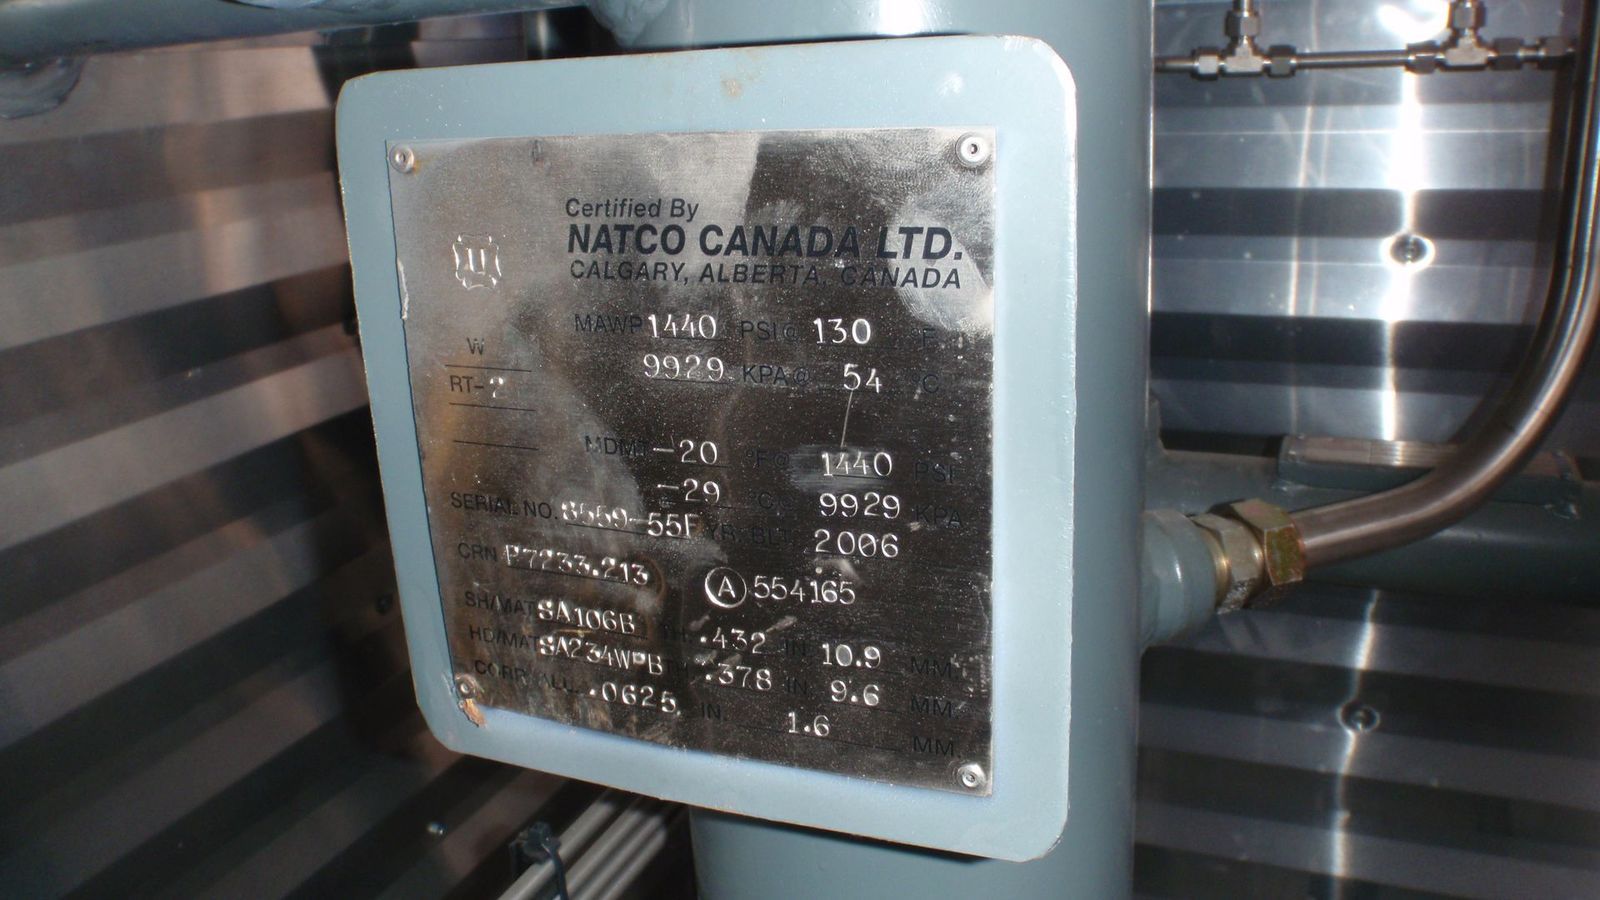 Certified By
NATCO CANADA LTD.
CALGARY, ALBERTA, CANADA
U
MAWP 1440 PSI@ 130 °F
W
9929 KPA@ 54 °C
RT-2
MDMT -20 °F@ 1440 PSI
-29 °C@ 9929 KPA
SERIAL NO. 8559-55F YR. BLT. 2006
CRN P7233.213 A 554165
SH/MAT SA106B TH. .432 IN. 10.9 MM.
HD/MAT SA234WPB TH. .378 IN. 9.6 MM.
CORR. ALL. .0625 IN. 1.6 MM.